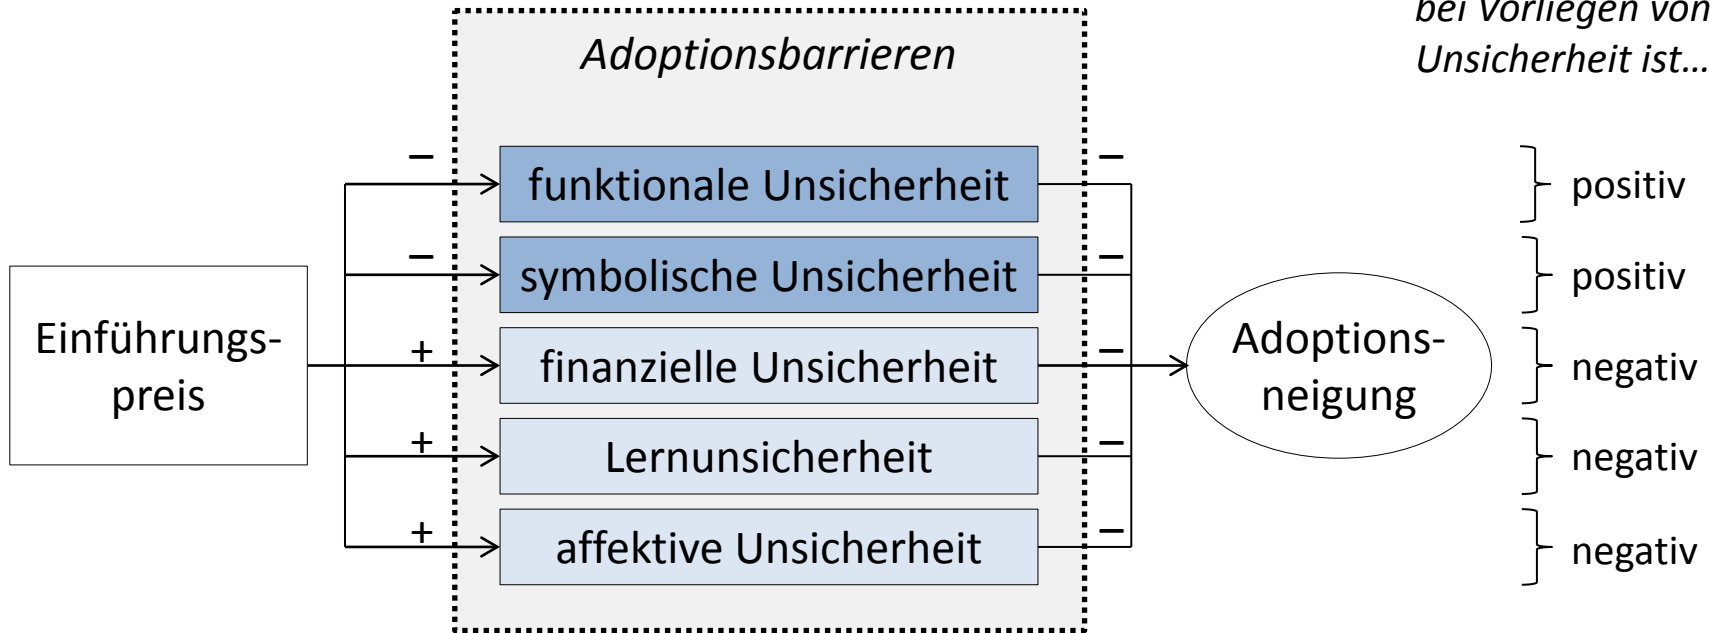 bei Vorliegen von
Unsicherheit ist...
Adoptionsbarrieren
Einführungs-
preis
– funktionale Unsicherheit – positiv
– symbolische Unsicherheit – positiv
+ finanzielle Unsicherheit – negativ
+ Lernunsicherheit – negativ
+ affektive Unsicherheit – negativ
Adoptions-
neigung